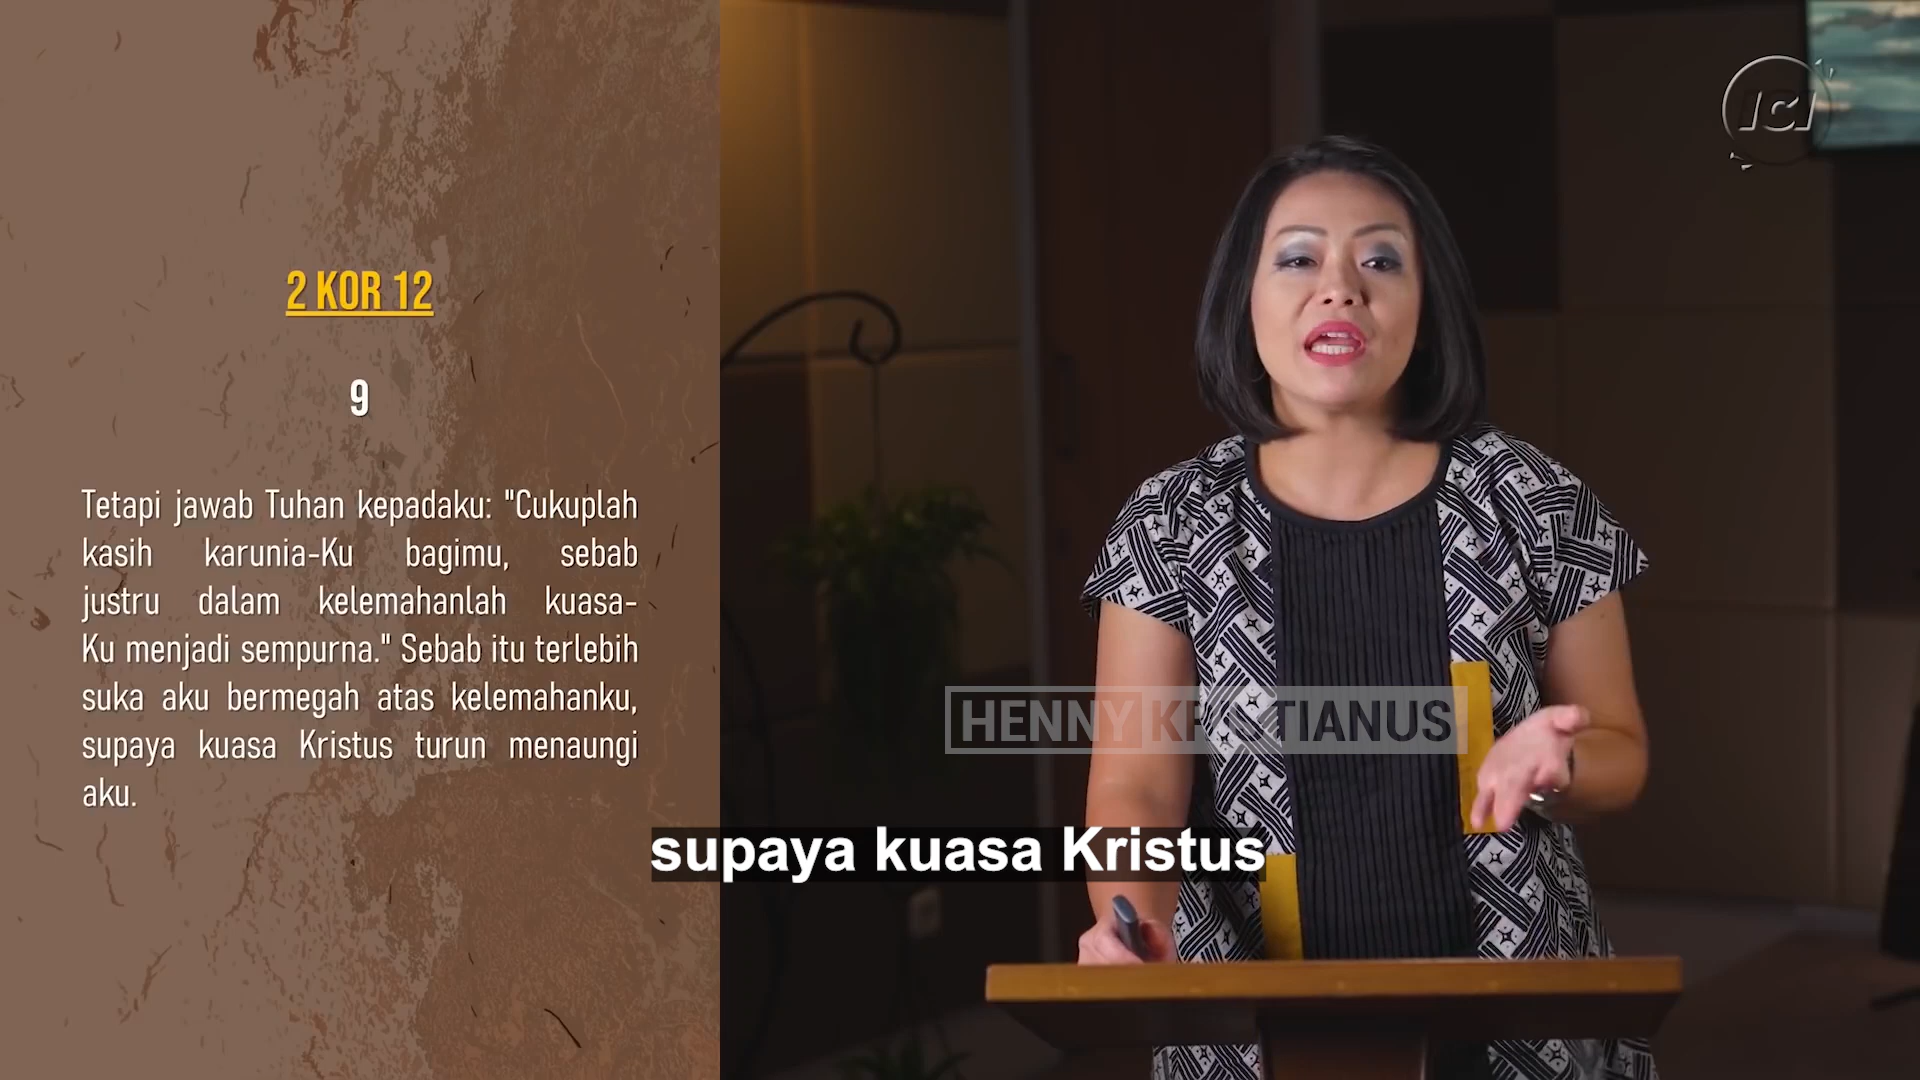 2 KOR 12
9
Tetapi jawab Tuhan kepadaku: "Cukuplah
kasih karunia-Ku bagimu, sebab
justru dalam kelemahanlah kuasa-
Ku menjadi sempurna." Sebab itu terlebih
suka aku bermegah atas kelemahanku,
supaya kuasa Kristus turun menaungi
aku.
ICI
HENNY KRISTIANUS
supaya kuasa Kristus